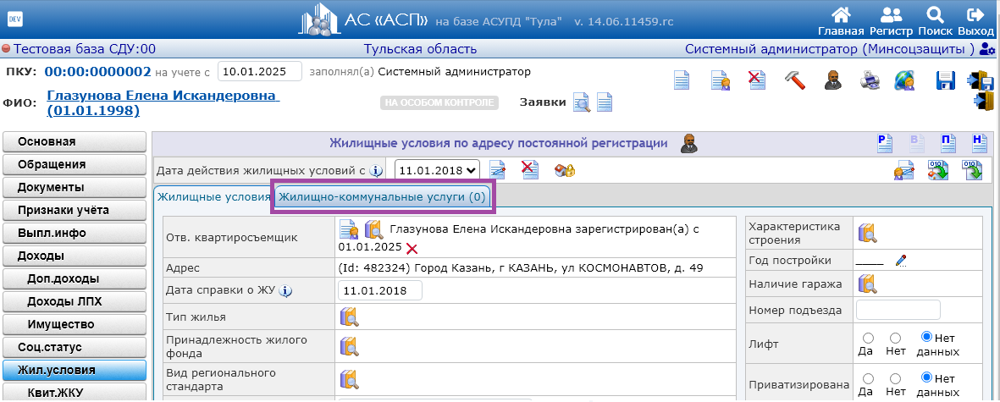 DEV
АС «АСП» на базе АСУПД "Тула" v. 14.06.11459.rc
Главная Регистр Поиск Выход
Тестовая база СДУ:00 Тульская область Системный администратор (Минсоцзащиты )
ПКУ: 00:00:0000002 на учете с 10.01.2025 заполнял(а) Системный администратор
ФИО: Глазунова Елена Искандеровна
(01.01.1998)
НА ОСОБОМ КОНТРОЛЕ Заявки
Основная
Обращения
Документы
Признаки учёта
Выпл.инфо
Доходы
Доп.доходы
Доходы ЛПХ
Имущество
Соц.статус
Жил.условия
Квит.ЖКУ
Жилищные условия по адресу постоянной регистрации
Р В П Н
Дата действия жилищных условий с 11.01.2018
010 010
Жилищные условия Жилищно-коммунальные услуги (0)
Отв. квартиросъемщик Глазунова Елена Искандеровна зарегистрирован(а) с
01.01.2025
Адрес (Id: 482324) Город Казань, г КАЗАНЬ, ул КОСМОНАВТОВ, д. 49
Дата справки о ЖУ 11.01.2018
Тип жилья
Принадлежность жилого
фонда
Вид регионального
стандарта
Характеристика
строения
Год постройки ____
Наличие гаража
Номер подъезда
Лифт Да Нет Нет
данных
Приватизирована Да Нет Нет
данных